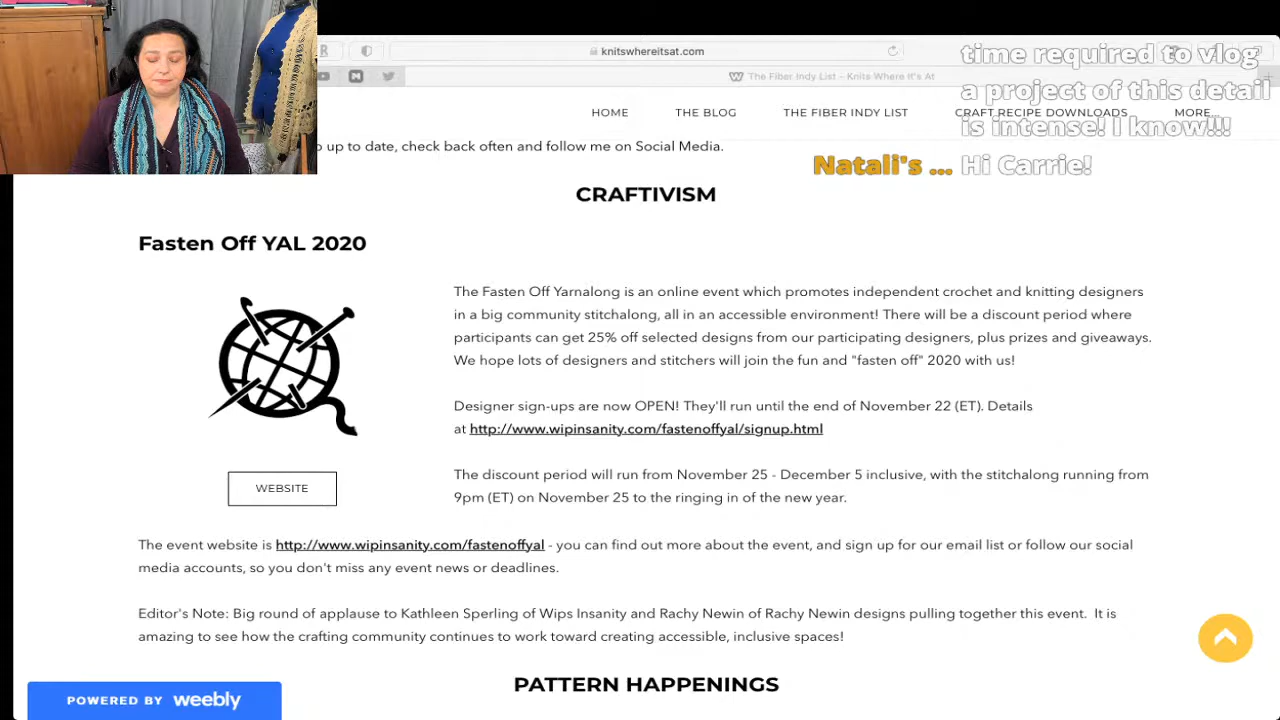 knitswhereitsat.com
The Fiber Indy List – Knits Where It's At
time required to vlog
a project of this detail
is intense! I know!!!
Natali's ... Hi Carrie!
HOME THE BLOG THE FIBER INDY LIST CRAFT RECIPE DOWNLOADS MORE...
up to date, check back often and follow me on Social Media.
CRAFTIVISM
Fasten Off YAL 2020
The Fasten Off Yarnalong is an online event which promotes independent crochet and knitting designers
in a big community stitchalong, all in an accessible environment! There will be a discount period where
participants can get 25% off selected designs from our participating designers, plus prizes and giveaways.
We hope lots of designers and stitchers will join the fun and "fasten off" 2020 with us!
Designer sign-ups are now OPEN! They'll run until the end of November 22 (ET). Details
at http://www.wipinsanity.com/fastenoffyal/signup.html
WEBSITE
The discount period will run from November 25 - December 5 inclusive, with the stitchalong running from
9pm (ET) on November 25 to the ringing in of the new year.
The event website is http://www.wipinsanity.com/fastenoffyal - you can find out more about the event, and sign up for our email list or follow our social
media accounts, so you don't miss any event news or deadlines.
Editor's Note: Big round of applause to Kathleen Sperling of Wips Insanity and Rachy Newin of Rachy Newin designs pulling together this event. It is
amazing to see how the crafting community continues to work toward creating accessible, inclusive spaces!
PATTERN HAPPENINGS
POWERED BY weebly